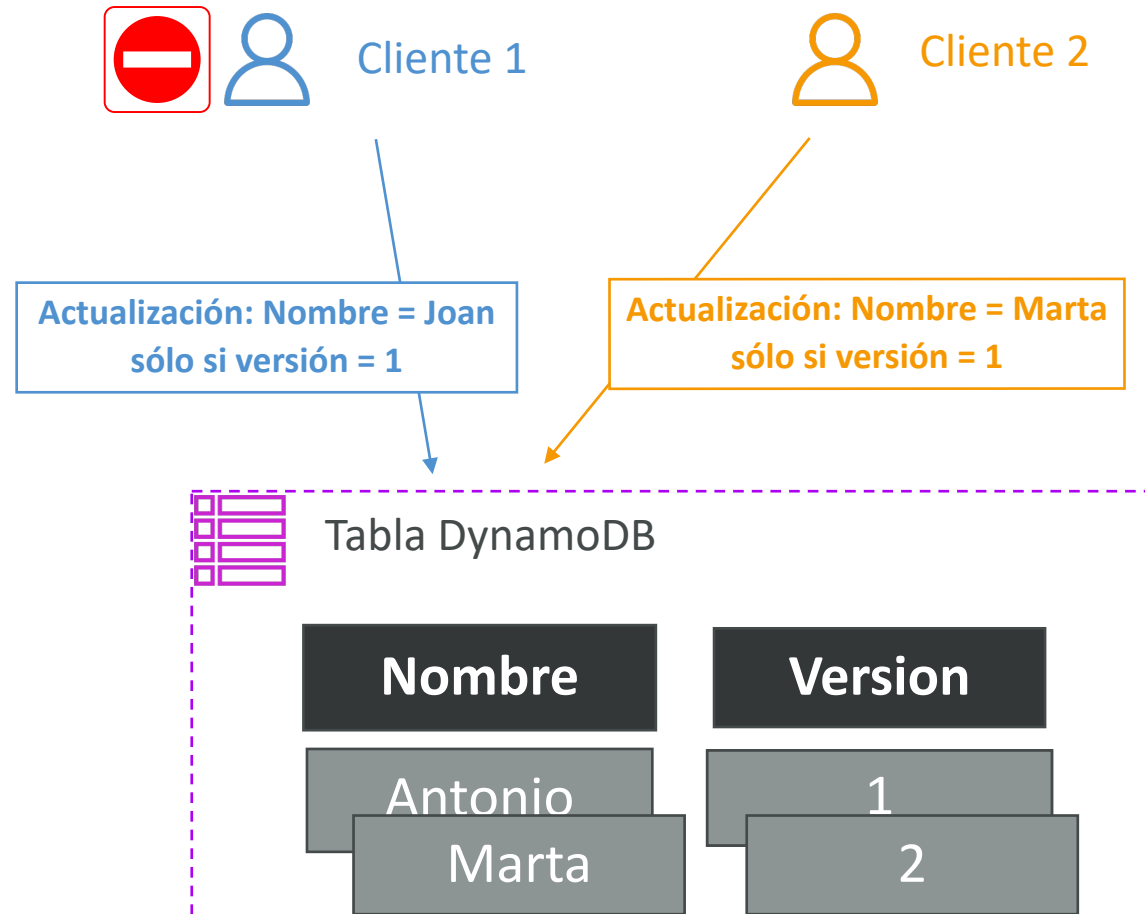 Cliente 1
Cliente 2
Actualización: Nombre = Joan
sólo si versión = 1
Actualización: Nombre = Marta
sólo si versión = 1
Tabla DynamoDB
Nombre
Version
Antonio
1
Marta
2